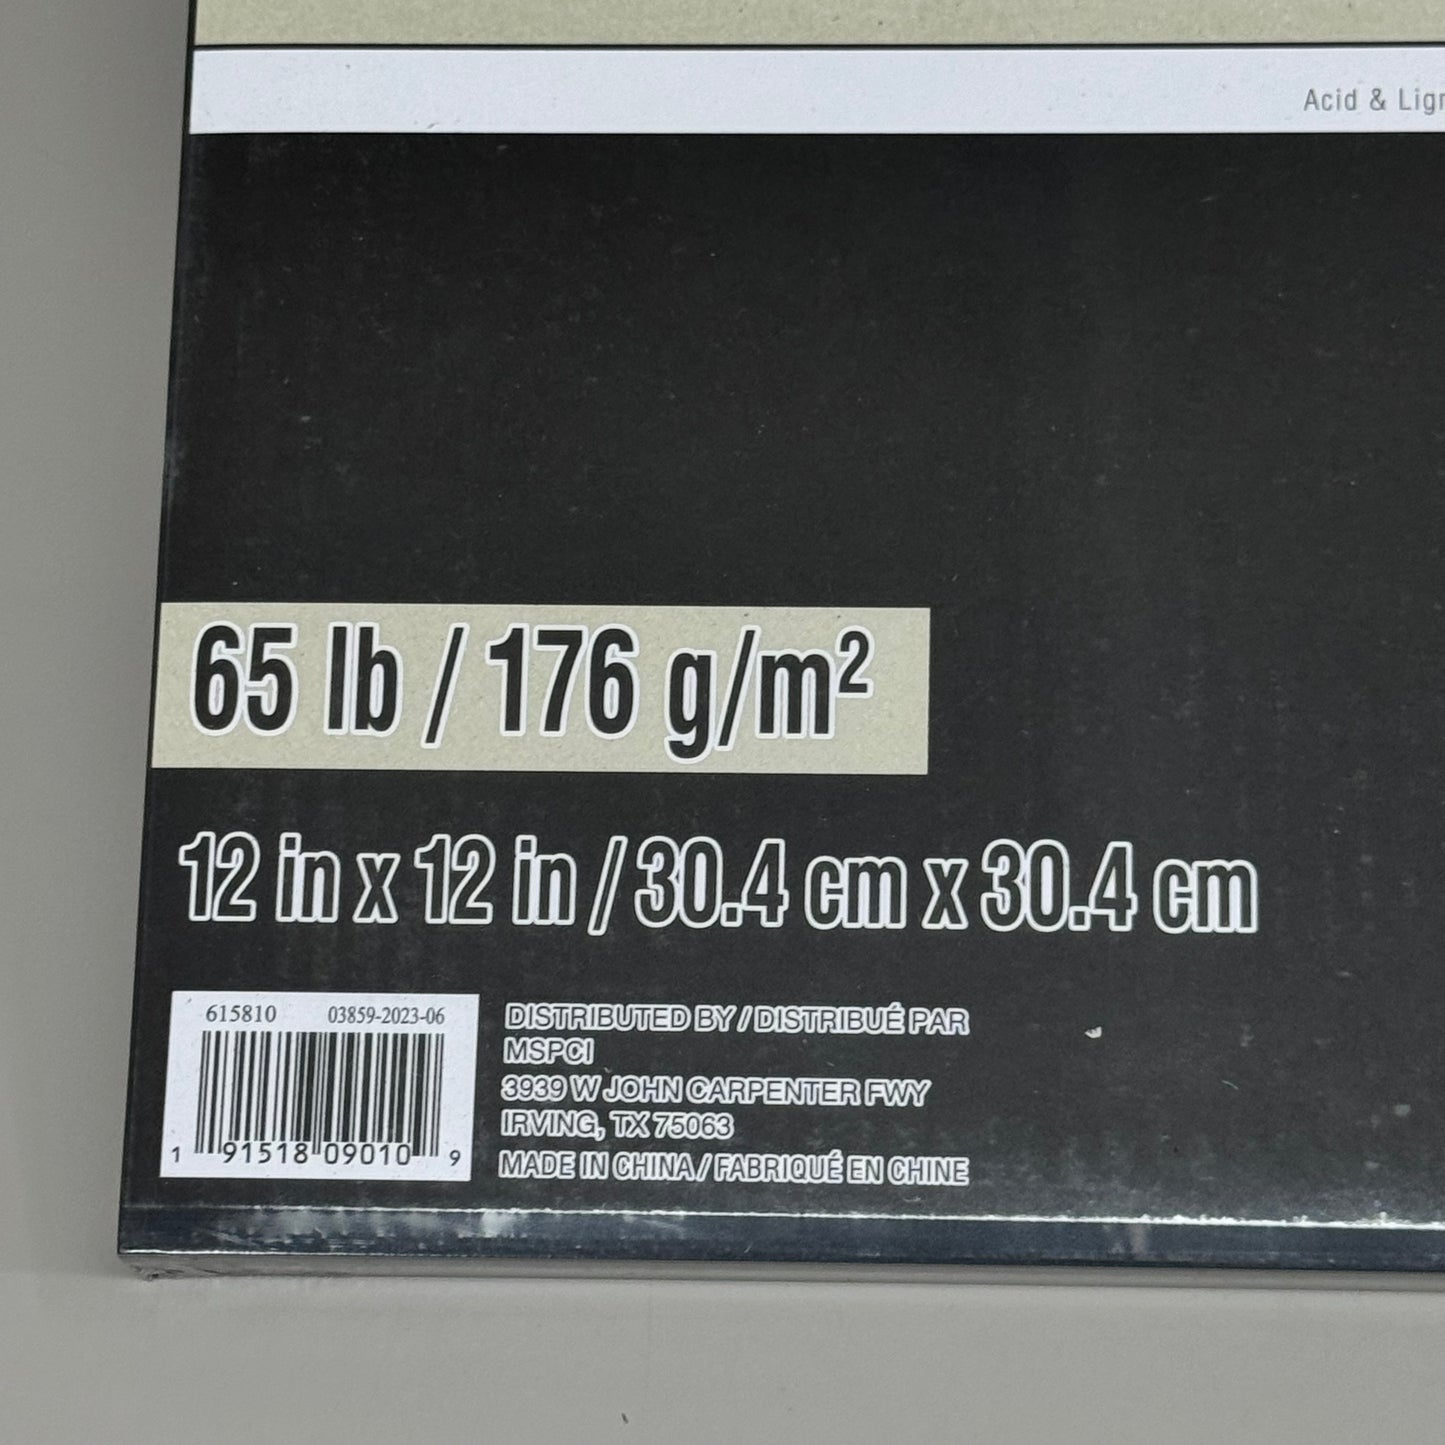 Acid & Lign
65 lb / 176 g/m²
12 in x 12 in / 30.4 cm x 30.4 cm
615810 03859-2023-06
1 91518 09010 9
DISTRIBUTED BY / DISTRIBUÉ PAR
MSPCI
3939 W JOHN CARPENTER FWY
IRVING, TX 75063
MADE IN CHINA / FABRIQUÉ EN CHINE